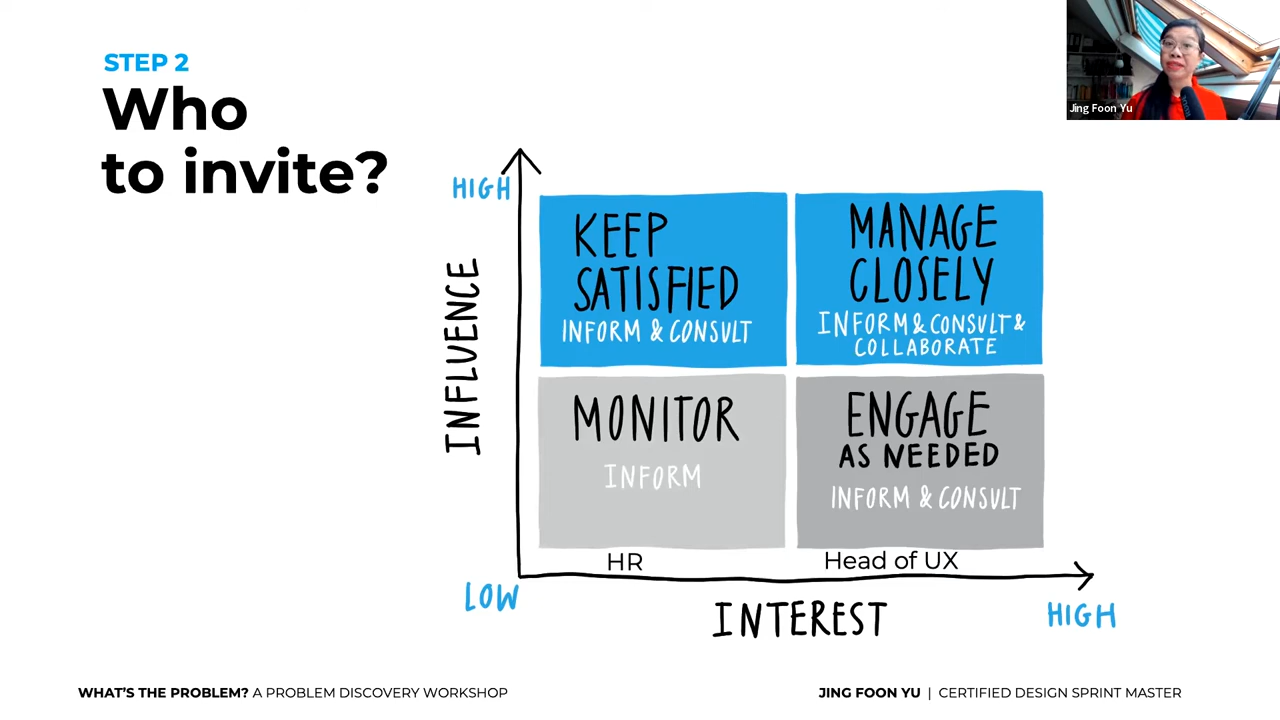 STEP 2
Who
to invite?
Jing Foon Yu
HIGH
INFLUENCE
KEEP
SATISFIED
INFORM & CONSULT
MANAGE
CLOSELY
INFORM & CONSULT &
COLLABORATE
MONITOR
INFORM
ENGAGE
AS NEEDED
INFORM & CONSULT
HR
Head of UX
LOW
INTEREST
HIGH
WHAT'S THE PROBLEM? A PROBLEM DISCOVERY WORKSHOP
JING FOON YU | CERTIFIED DESIGN SPRINT MASTER